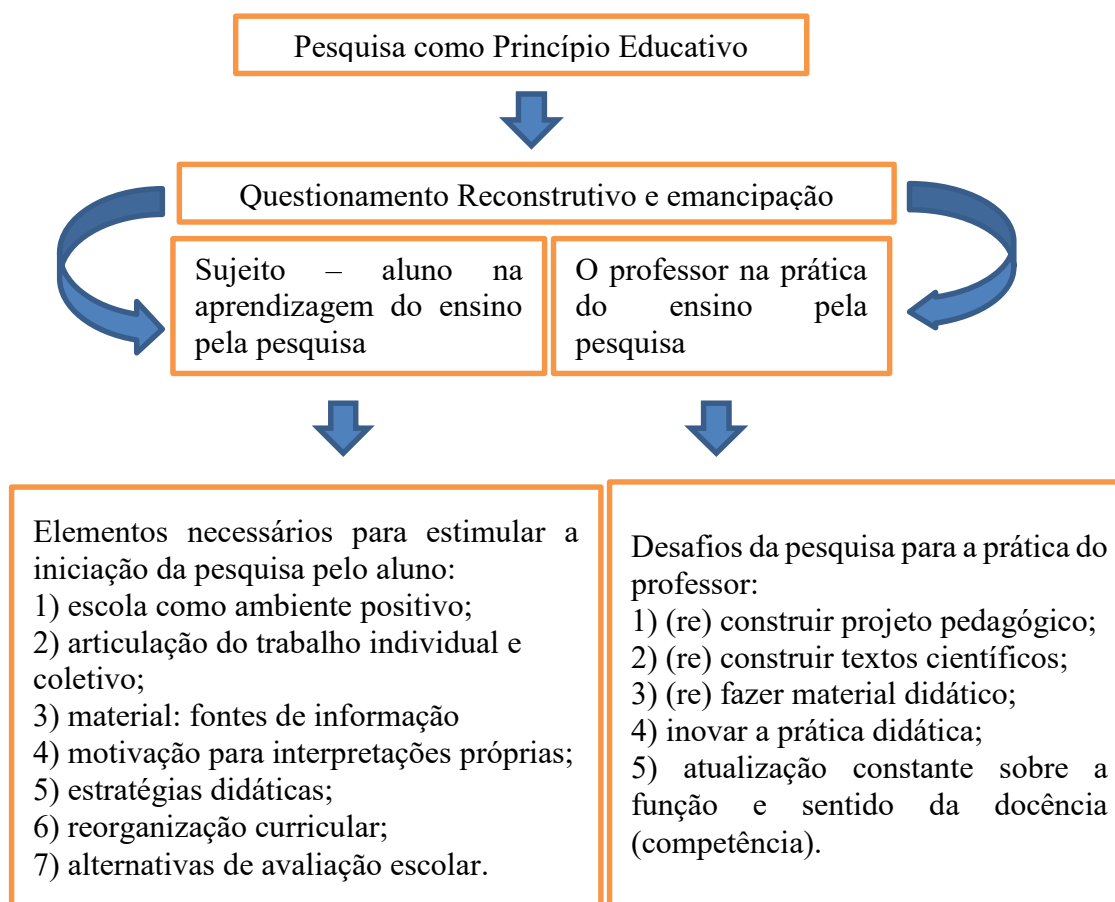 Pesquisa como Princípio Educativo
Questionamento Reconstrutivo e emancipação
Sujeito – aluno na
aprendizagem do ensino
pela pesquisa
O professor na prática
do ensino pela
pesquisa
Elementos necessários para estimular a
iniciação da pesquisa pelo aluno:
1) escola como ambiente positivo;
2) articulação do trabalho individual e
coletivo;
3) material: fontes de informação
4) motivação para interpretações próprias;
5) estratégias didáticas;
6) reorganização curricular;
7) alternativas de avaliação escolar.
Desafios da pesquisa para a prática do
professor:
1) (re) construir projeto pedagógico;
2) (re) construir textos científicos;
3) (re) fazer material didático;
4) inovar a prática didática;
5) atualização constante sobre a
função e sentido da docência
(competência).